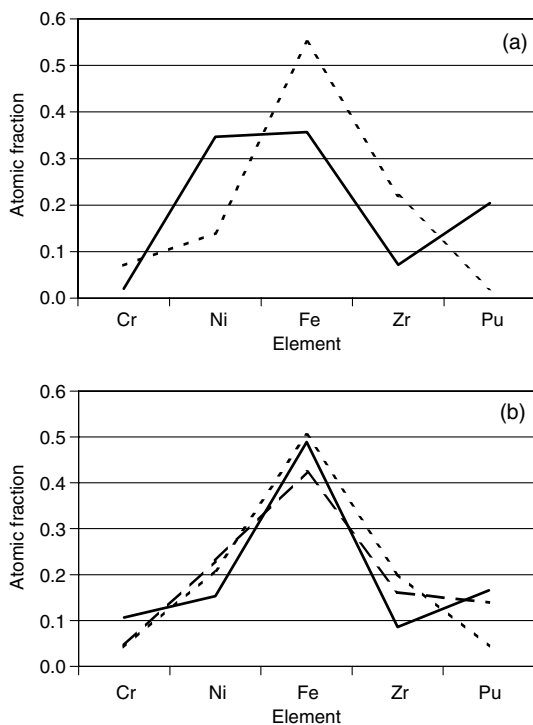 (a)
0.6
0.5
0.4
0.3
0.2
0.1
0.0
Atomic fraction
Cr Ni Fe Zr Pu
Element
(b)
0.6
0.5
0.4
0.3
0.2
0.1
0.0
Atomic fraction
Cr Ni Fe Zr Pu
Element